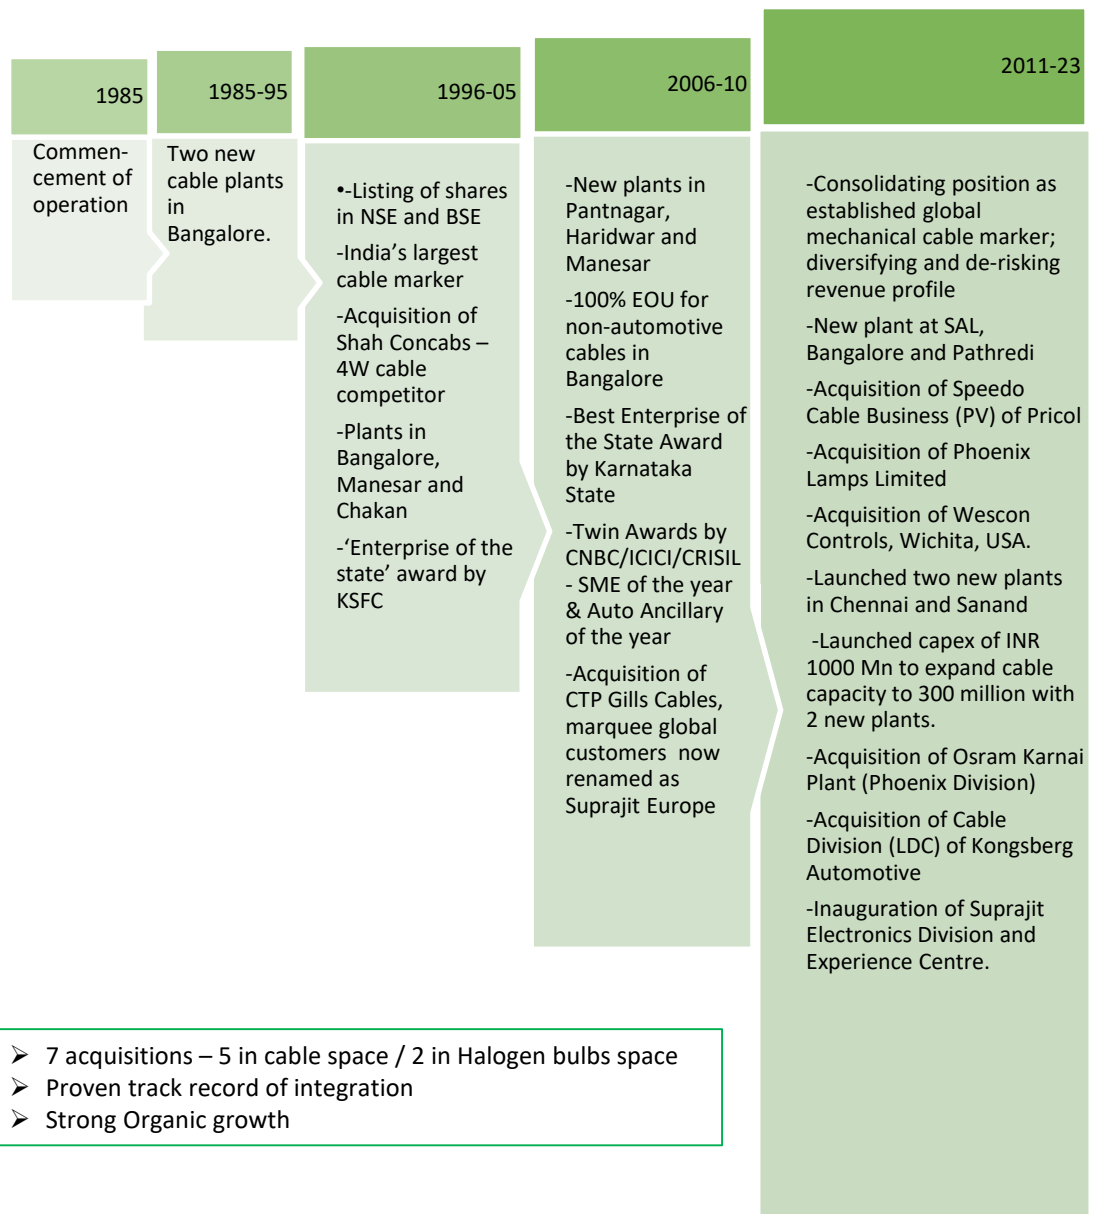 1985
Commen-
cement of
operation
1985-95
Two new
cable plants
in
Bangalore.
1996-05
•-Listing of shares
in NSE and BSE
-India’s largest
cable marker
-Acquisition of
Shah Concabs –
4W cable
competitor
-Plants in
Bangalore,
Manesar and
Chakan
-‘Enterprise of the
state’ award by
KSFC
2006-10
-New plants in
Pantnagar,
Haridwar and
Manesar
-100% EOU for
non-automotive
cables in
Bangalore
-Best Enterprise of
the State Award
by Karnataka
State
-Twin Awards by
CNBC/ICICI/CRISIL
- SME of the year
& Auto Ancillary
of the year
-Acquisition of
CTP Gills Cables,
marquee global
customers now
renamed as
Suprajit Europe
2011-23
-Consolidating position as
established global
mechanical cable marker;
diversifying and de-risking
revenue profile
-New plant at SAL,
Bangalore and Pathredi
-Acquisition of Speedo
Cable Business (PV) of Pricol
-Acquisition of Phoenix
Lamps Limited
-Acquisition of Wescon
Controls, Wichita, USA.
-Launched two new plants
in Chennai and Sanand
-Launched capex of INR
1000 Mn to expand cable
capacity to 300 million with
2 new plants.
-Acquisition of Osram Karnai
Plant (Phoenix Division)
-Acquisition of Cable
Division (LDC) of Kongsberg
Automotive
-Inauguration of Suprajit
Electronics Division and
Experience Centre.
➢ 7 acquisitions – 5 in cable space / 2 in Halogen bulbs space
➢ Proven track record of integration
➢ Strong Organic growth